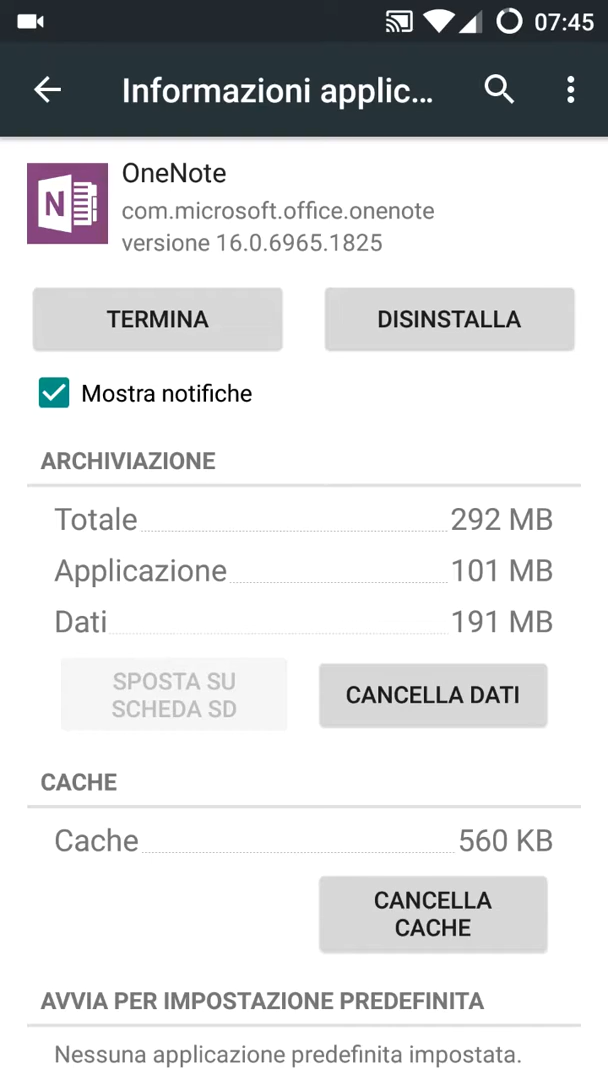 07:45
Informazioni applic...
N
OneNote
com.microsoft.office.onenote
versione 16.0.6965.1825
TERMINA
DISINSTALLA
Mostra notifiche
ARCHIVIAZIONE
Totale 292 MB
Applicazione 101 MB
Dati 191 MB
SPOSTA SU
SCHEDA SD
CANCELLA DATI
CACHE
Cache 560 KB
CANCELLA
CACHE
AVVIA PER IMPOSTAZIONE PREDEFINITA
Nessuna applicazione predefinita impostata.